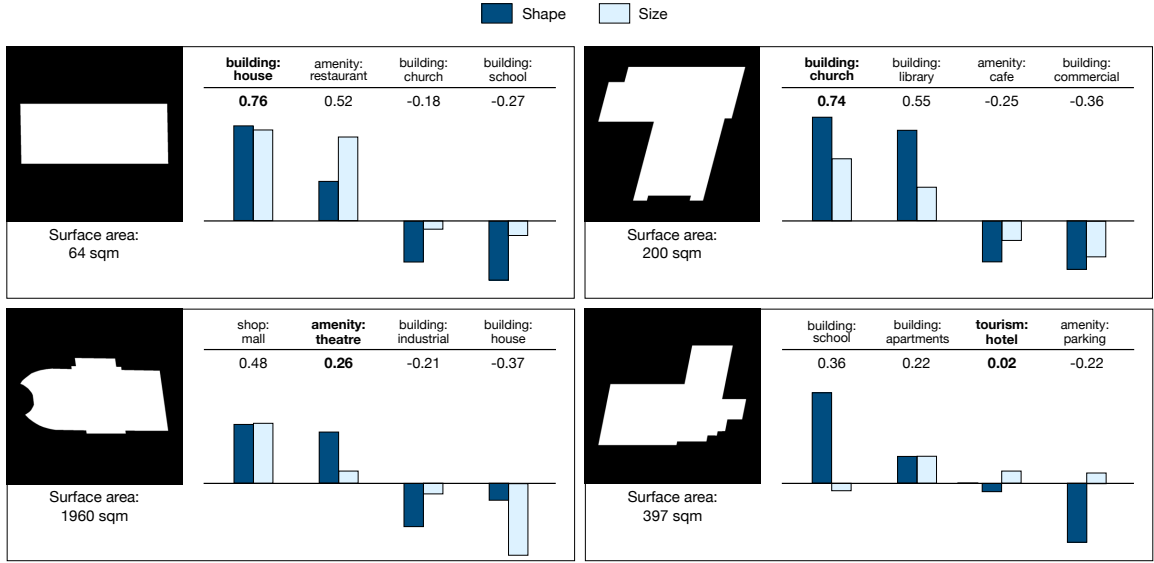 Shape Size
building: amenity: building: building:
house restaurant church school
0.76 0.52 -0.18 -0.27
Surface area:
64 sqm
building: building: amenity: building:
church library cafe commercial
0.74 0.55 -0.25 -0.36
Surface area:
200 sqm
shop: amenity: building: building:
mall theatre industrial house
0.48 0.26 -0.21 -0.37
Surface area:
1960 sqm
building: building: tourism: amenity:
school apartments hotel parking
0.36 0.22 0.02 -0.22
Surface area:
397 sqm